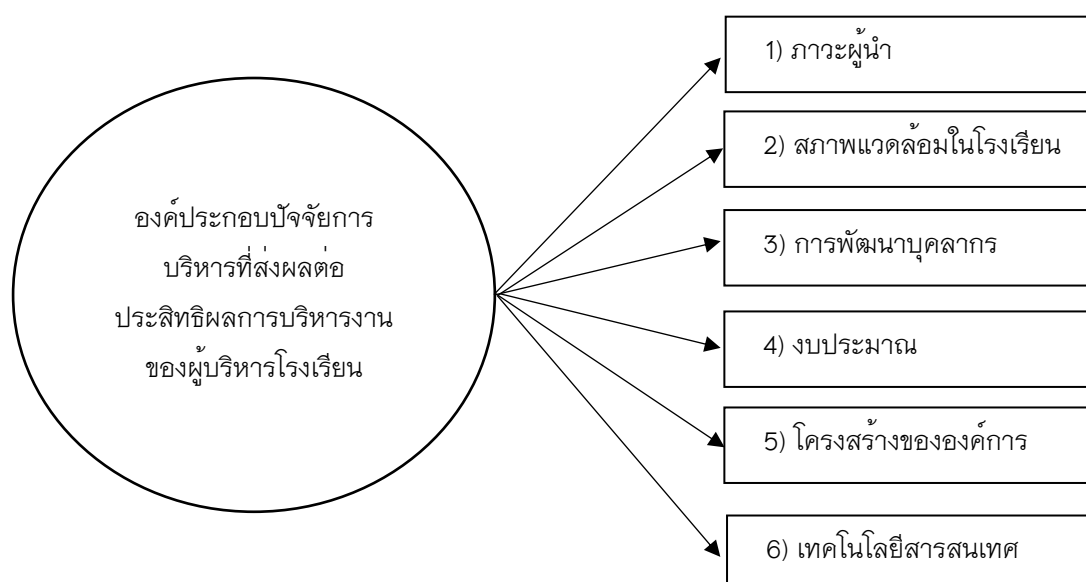 องค์ประกอบปัจจัยการ
บริหารที่ส่งผลต่อ
ประสิทธิผลการบริหารงาน
ของผู้บริหารโรงเรียน
1) ภาวะผู้นำ
2) สภาพแวดล้อมในโรงเรียน
3) การพัฒนาบุคลากร
4) งบประมาณ
5) โครงสร้างขององค์การ
6) เทคโนโลยีสารสนเทศ